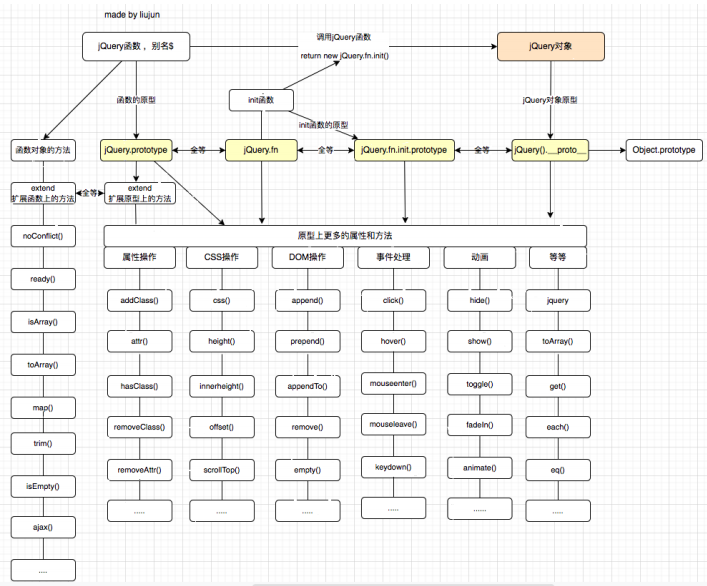 made by liujun
jQuery函数 ，别名$
调用jQuery函数
return new jQuery.fn.init()
jQuery对象
函数的原型
init函数
jQuery对象原型
init函数的原型
函数对象的方法
jQuery.prototype
全等
jQuery.fn
全等
jQuery.fn.init.prototype
全等
jQuery().__proto__
Object.prototype
extend
扩展函数上的方法
全等
extend
扩展原型上的方法
原型上更多的属性和方法
属性操作
CSS操作
DOM操作
事件处理
动画
等等
noConflict()
ready()
isArray()
toArray()
map()
trim()
isEmpty()
ajax()
....
addClass()
attr()
hasClass()
removeClass()
removeAttr()
.....
css()
height()
innerheight()
offset()
scrollTop()
.....
append()
prepend()
appendTo()
remove()
empty()
.....
click()
hover()
mouseenter()
mouseleave()
keydown()
.....
hide()
show()
toggle()
fadeIn()
animate()
......
jquery
toArray()
get()
each()
eq()
.....